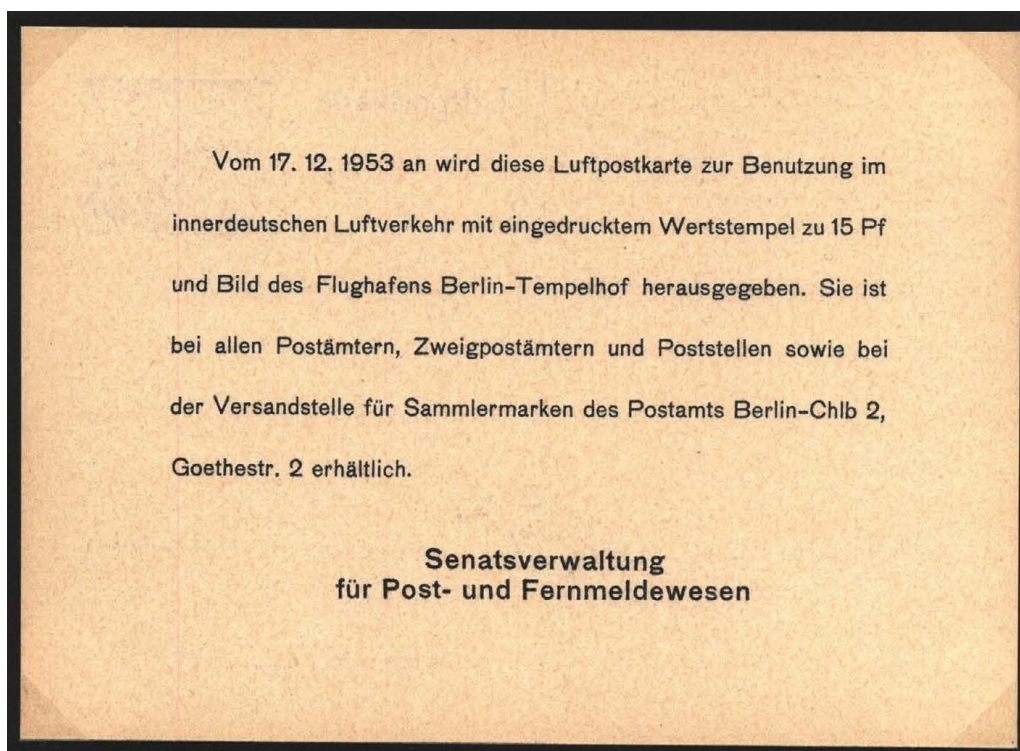 Vom 17. 12. 1953 an wird diese Luftpostkarte zur Benutzung im
innerdeutschen Luftverkehr mit eingedrucktem Wertstempel zu 15 Pf
und Bild des Flughafens Berlin-Tempelhof herausgegeben. Sie ist
bei allen Postämtern, Zweigpostämtern und Poststellen sowie bei
der Versandstelle für Sammlermarken des Postamts Berlin-Chlb 2,
Goethestr. 2 erhältlich.
Senatsverwaltung
für Post- und Fernmeldewesen